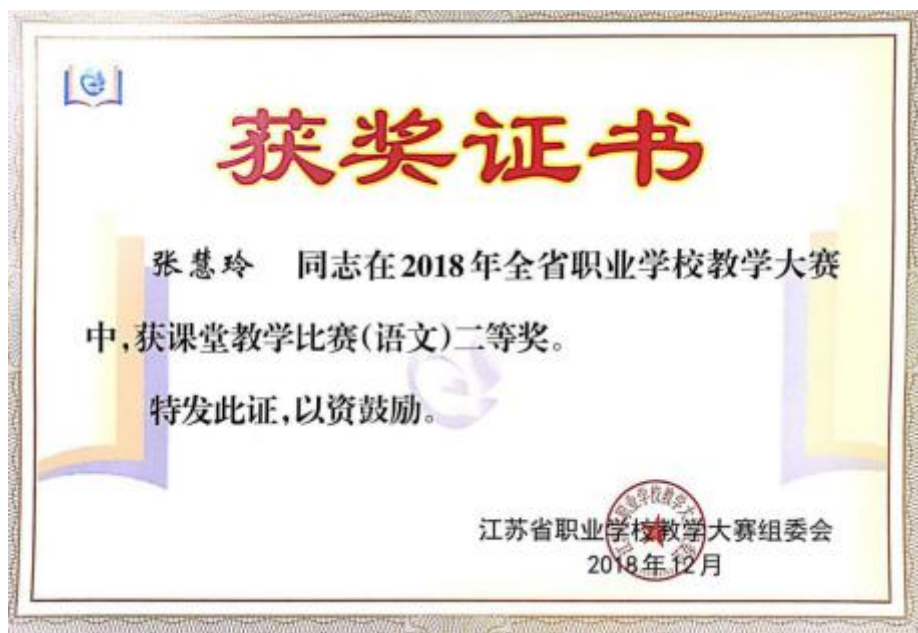 获奖证书
张慧玲 同志在2018年全省职业学校教学大赛
中,获课堂教学比赛(语文)二等奖。
特发此证,以资鼓励。
江苏省职业学校教学大赛组委会
2018年12月